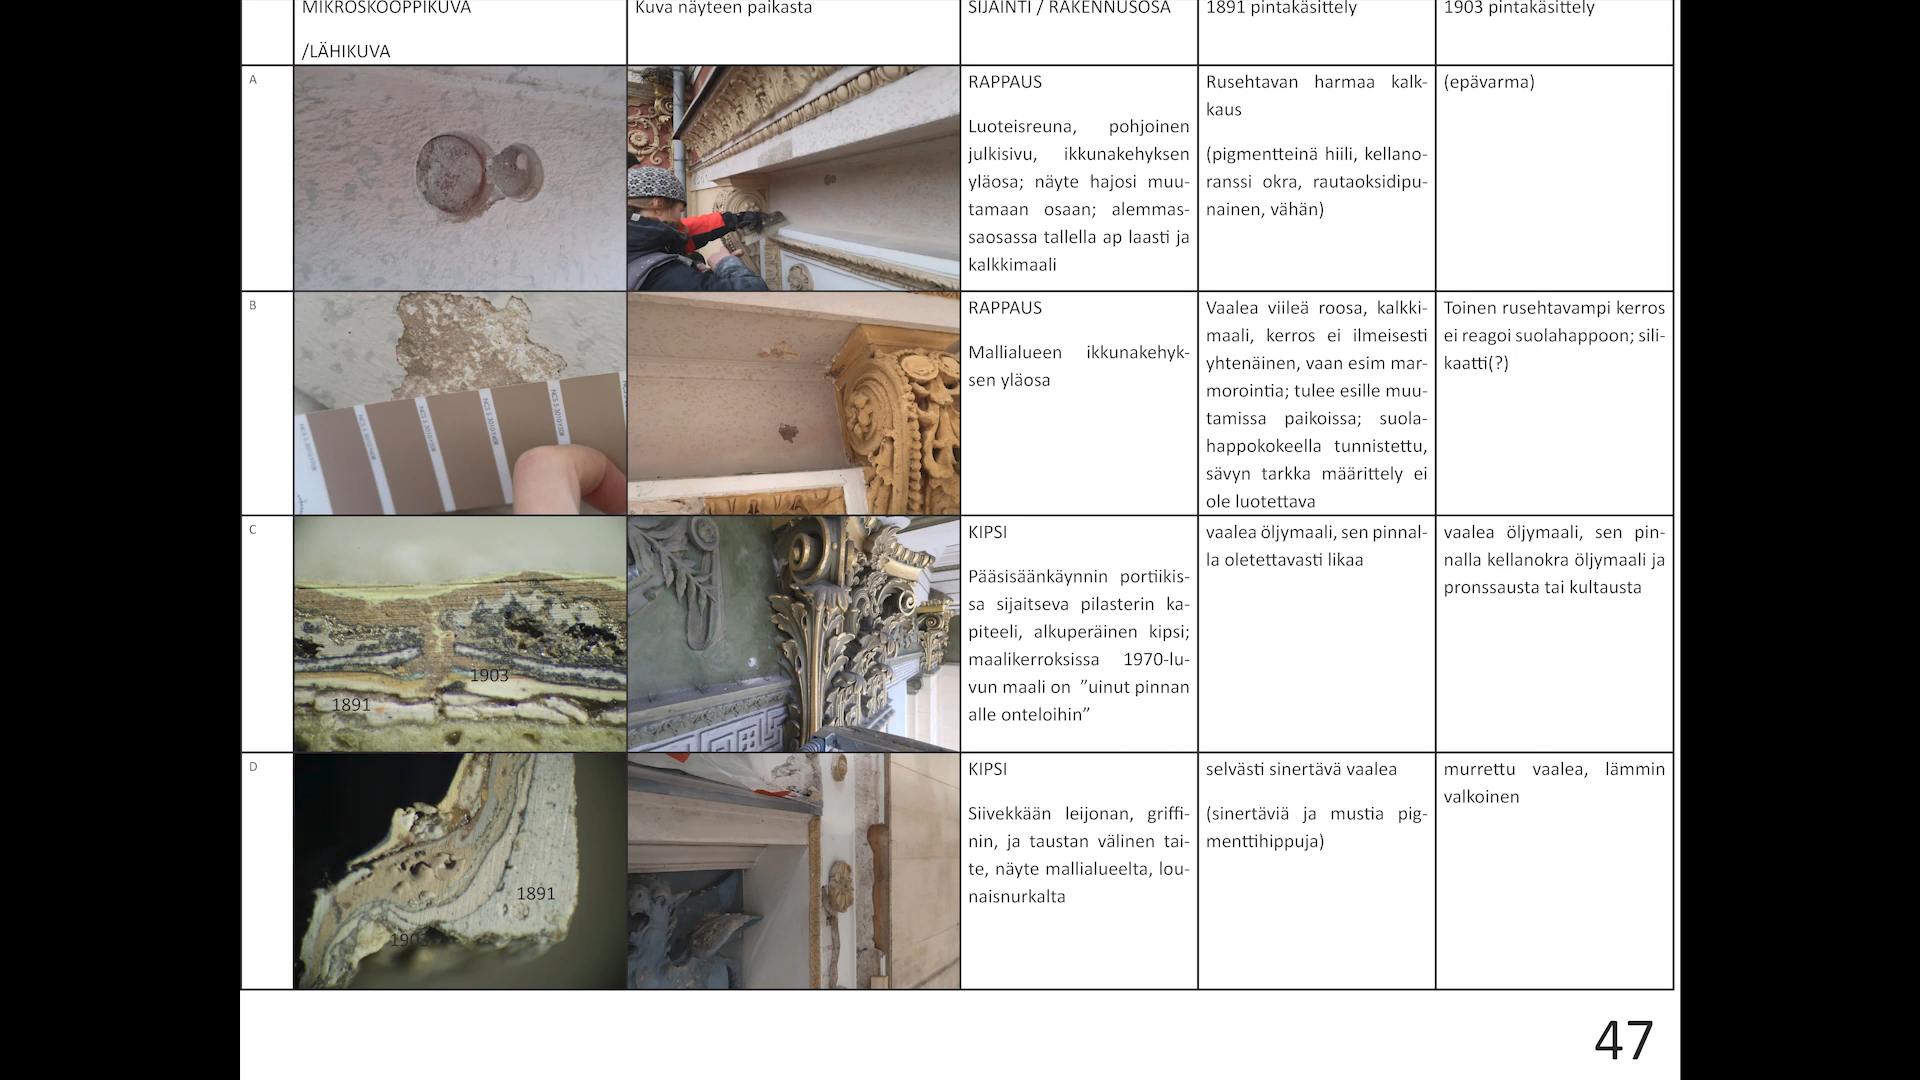 MIKROSKOOPPIKUVA
/LÄHIKUVA
Kuva näytteen paikasta
SIJAINTI / RAKENNUSOSA
1891 pintakäsittely
1903 pintakäsittely
A
RAPPAUS
Luoteisreuna, pohjoinen
julkisivu, ikkunakehyksen
yläosa; näyte hajosi muu-
tamaan osaan; alemmas-
saosassa tallella ap laasti ja
kalkkimaali
Rusehtavan harmaa kalk-
kaus
(pigmentteinä hiili, kellano-
ranssi okra, rautaoksidipu-
nainen, vähän)
(epävarma)
B
RAPPAUS
Mallialueen ikkunakehyk-
sen yläosa
Vaalea viileä roosa, kalkki-
maali, kerros ei ilmeisesti
yhtenäinen, vaan esim mar-
morointia; tulee esille muu-
tamissa paikoissa; suola-
happokokeella tunnistettu,
sävyn tarkka määrittely ei
ole luotettava
Toinen rusehtavampi kerros
ei reagoi suolahappoon; sili-
kaatti(?)
C
1903
1891
KIPSI
Pääsisäänkäynnin portiikis-
sa sijaitseva pilasterin ka-
piteeli, alkuperäinen kipsi;
maalikerroksissa 1970-lu-
vun maali on ”uinut pinnan
alle onteloihin”
vaalea öljymaali, sen pinnal-
la oletettavasti likaa
vaalea öljymaali, sen pin-
nalla kellanokra öljymaali ja
pronssausta tai kultausta
D
1891
1903
KIPSI
Siivekkään leijonan, griffi-
nin, ja taustan välinen tai-
te, näyte mallialueelta, lou-
naisnurkalta
selvästi sinertävä vaalea
(sinertäviä ja mustia pig-
menttihippuja)
murrettu vaalea, lämmin
valkoinen
47